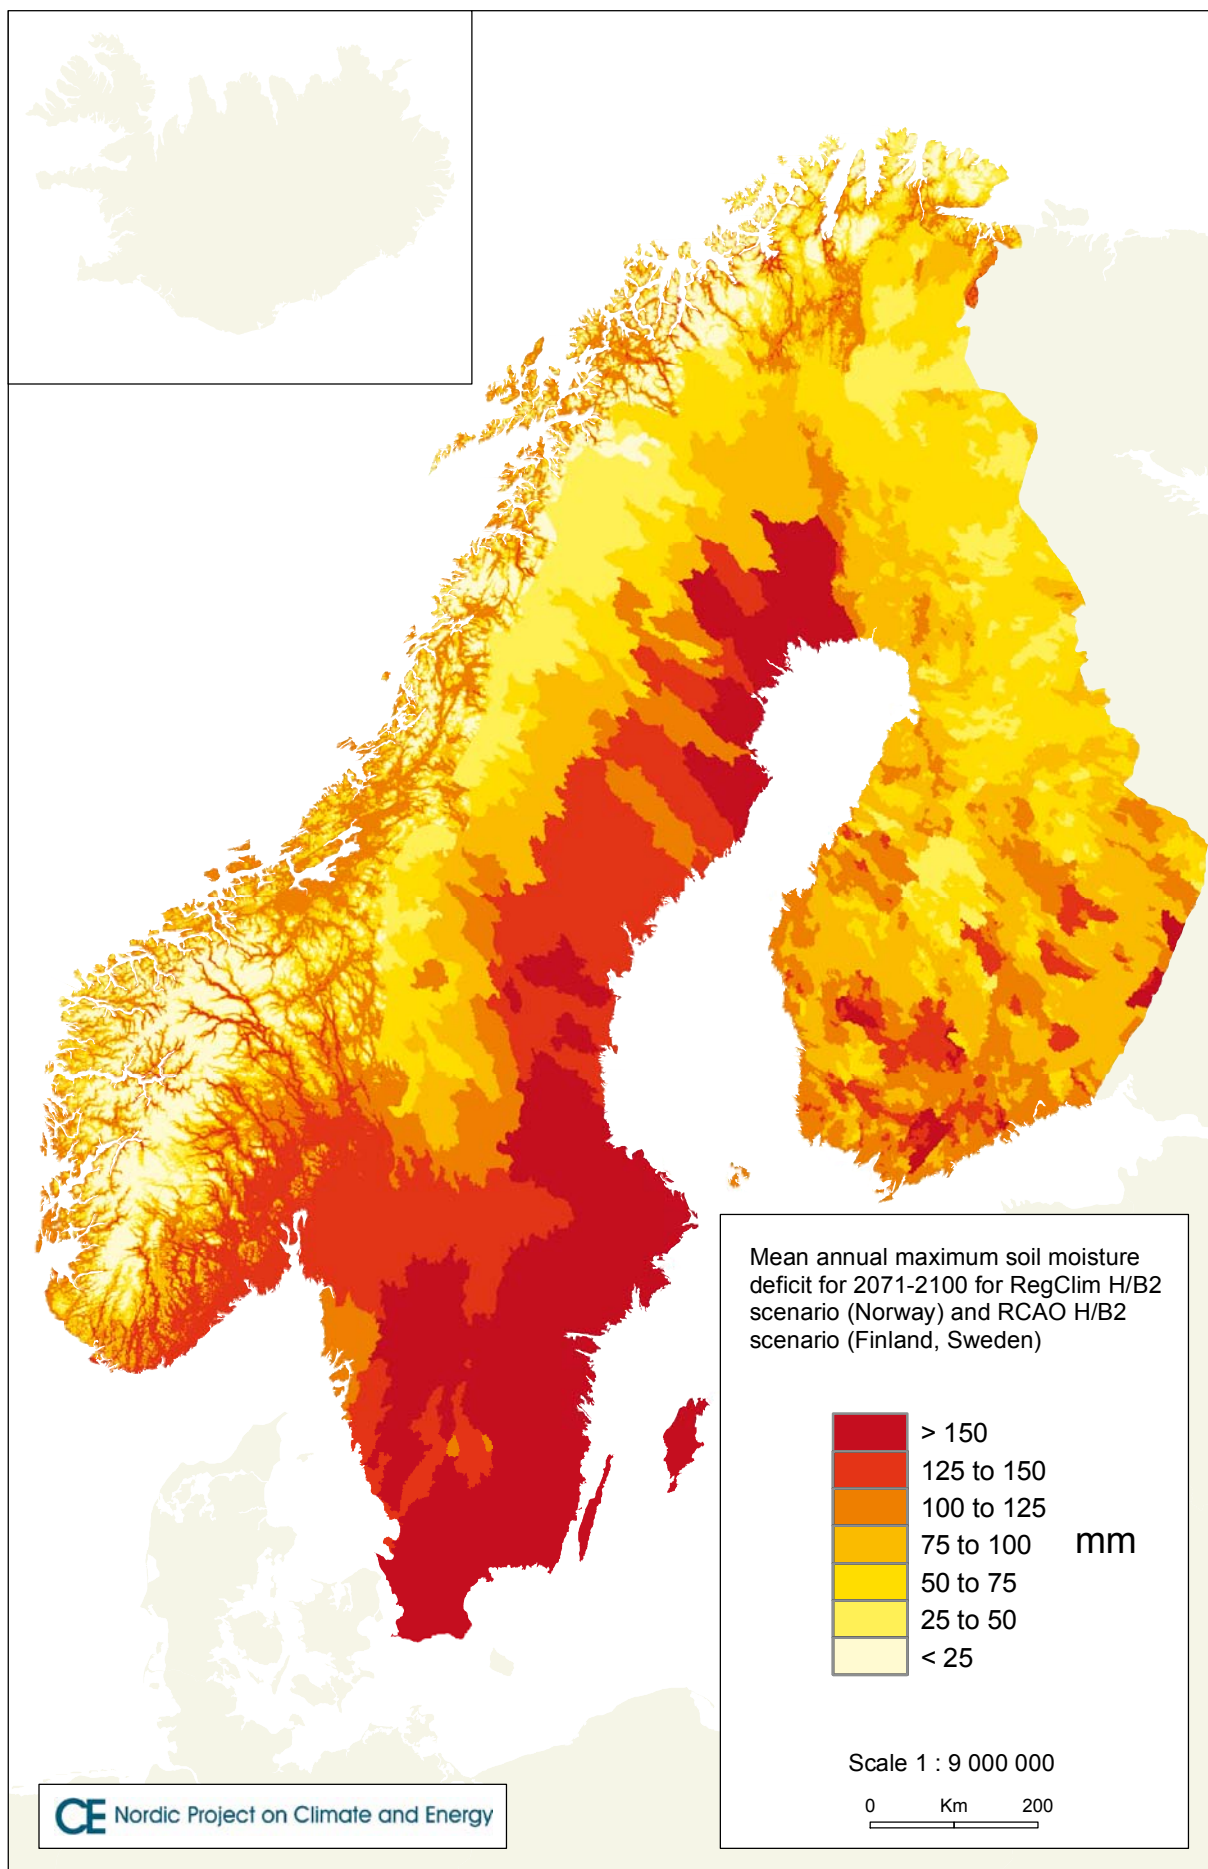 Mean annual maximum soil moisture
deficit for 2071-2100 for RegClim H/B2
scenario (Norway) and RCAO H/B2
scenario (Finland, Sweden)
> 150
125 to 150
100 to 125
75 to 100
mm
50 to 75
25 to 50
< 25
Scale 1 : 9 000 000
0 Km 200
CE Nordic Project on Climate and Energy